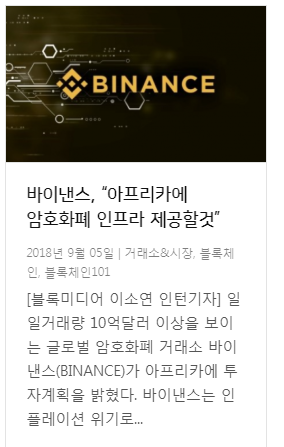 BINANCE
바이낸스, “아프리카에
암호화폐 인프라 제공할것”
2018년 9월 05일 | 거래소&시장, 블록체
인, 블록체인101
[블록미디어 이소연 인턴기자] 일
일거래량 10억달러 이상을 보이
는 글로벌 암호화폐 거래소 바이
낸스(BINANCE)가 아프리카에 투
자계획을 밝혔다. 바이낸스는 인
플레이션 위기로...